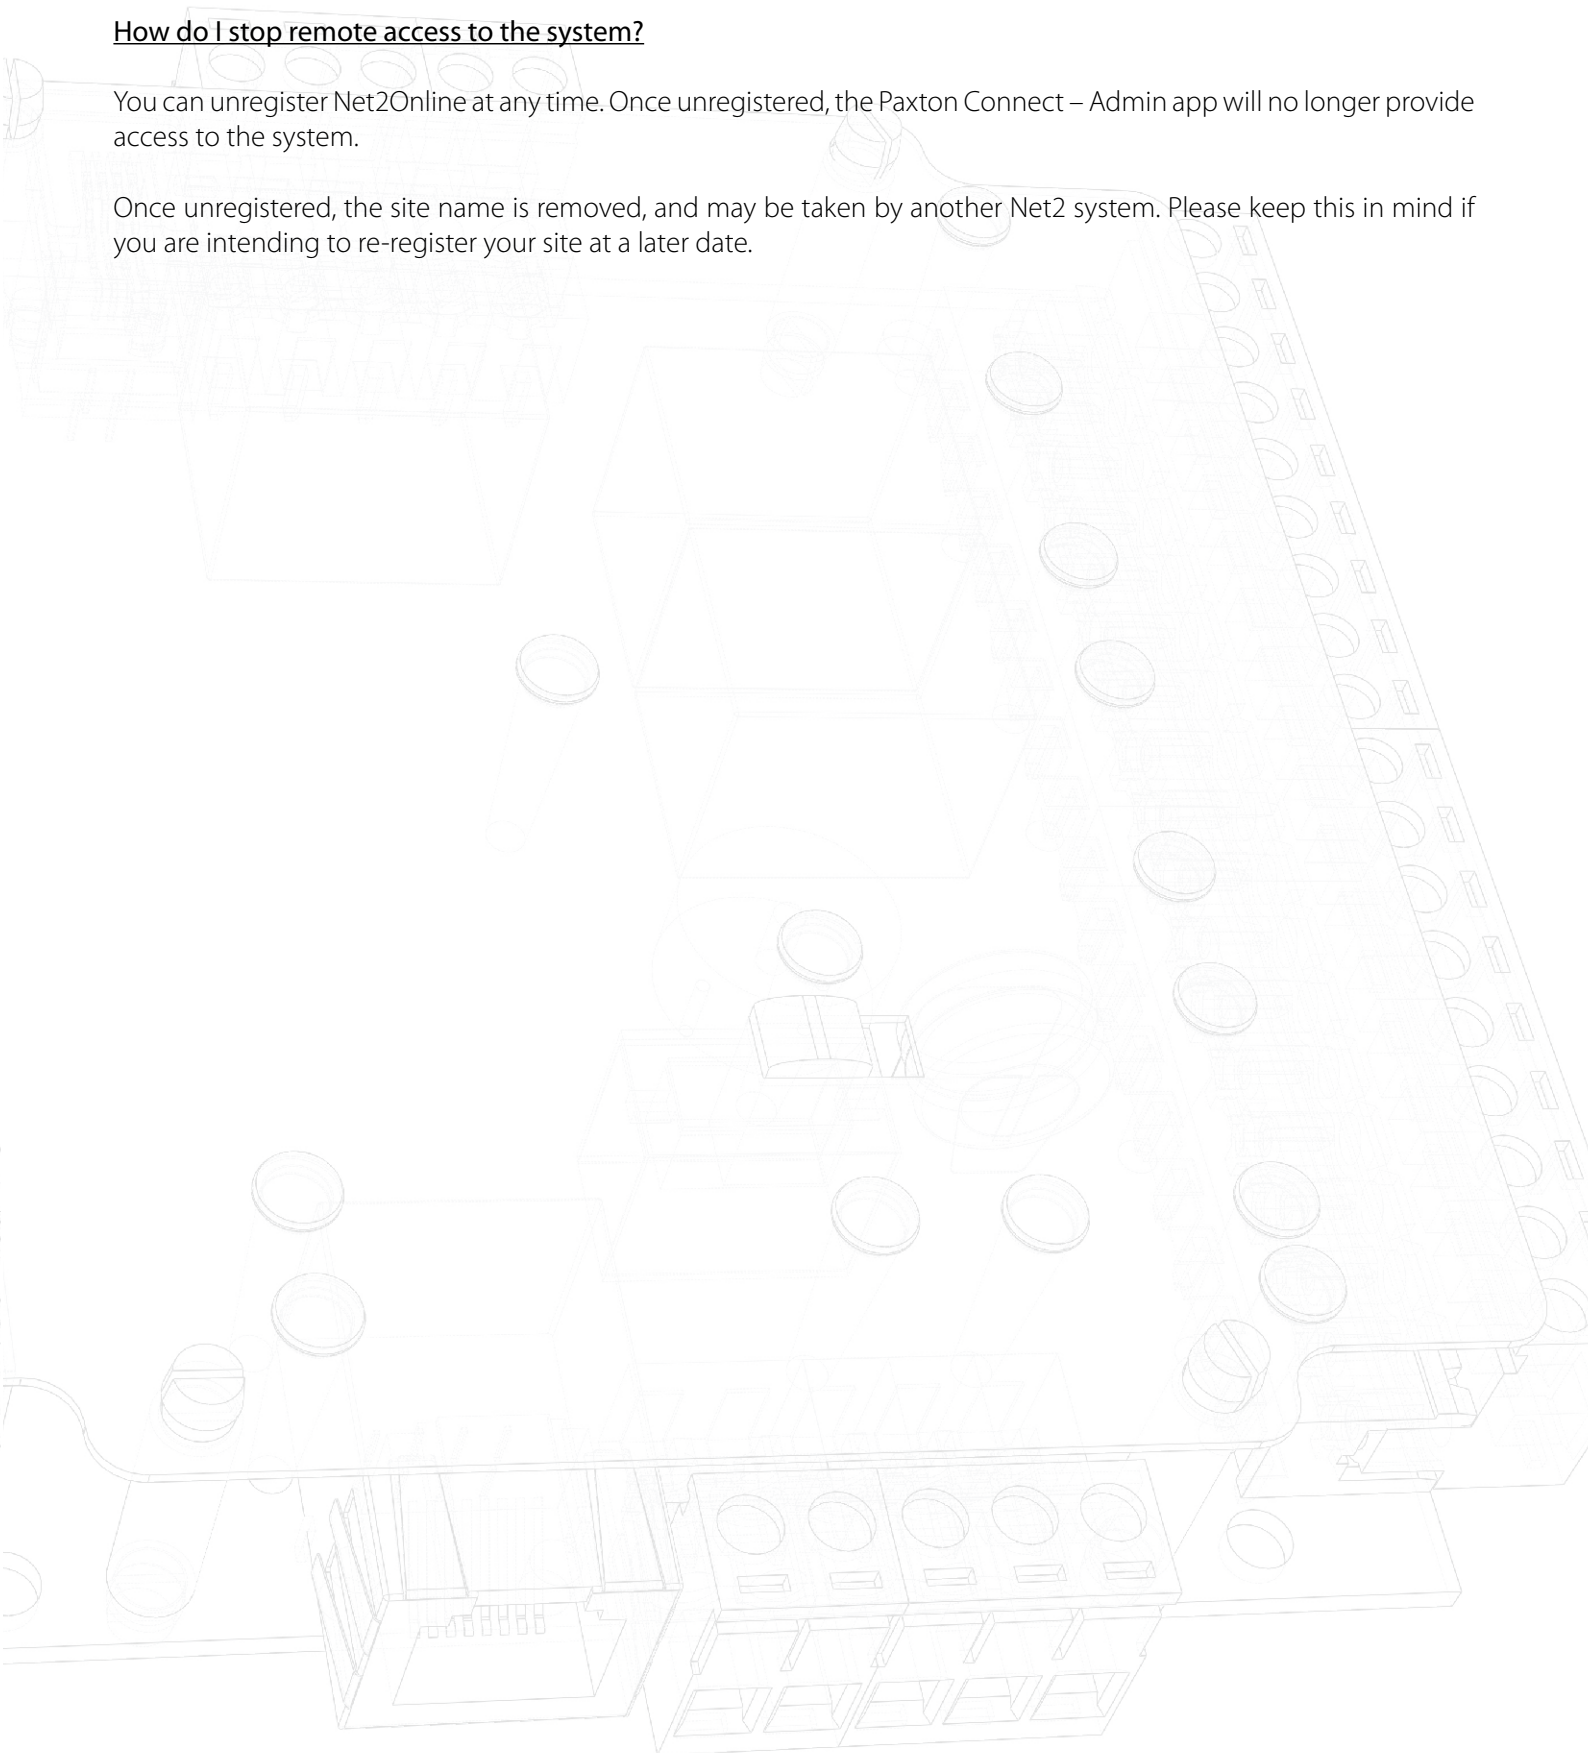 How do I stop remote access to the system?
You can unregister Net2Online at any time. Once unregistered, the Paxton Connect – Admin app will no longer provide
access to the system.
Once unregistered, the site name is removed, and may be taken by another Net2 system. Please keep this in mind if
you are intending to re-register your site at a later date.